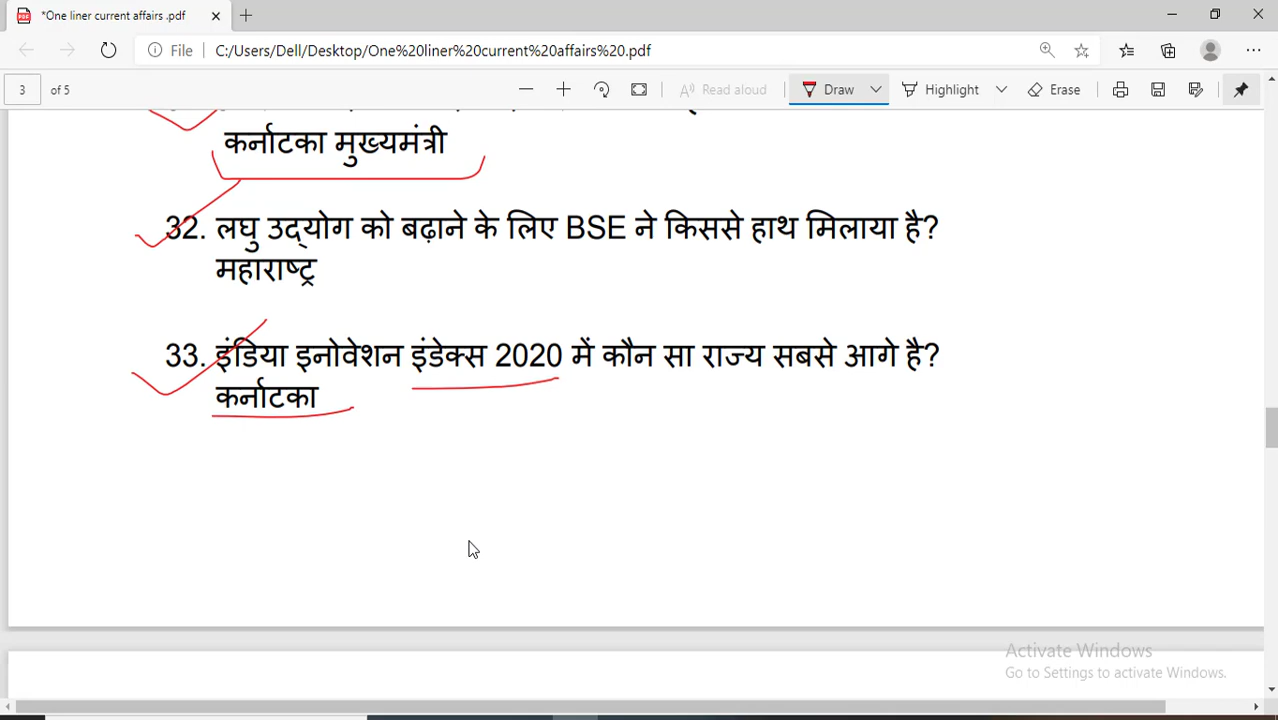 *One liner current affairs .pdf
File C:/Users/Dell/Desktop/One%20liner%20current%20affairs%20.pdf
3 of 5 Read aloud Draw Highlight Erase
कर्नाटका मुख्यमंत्री
32. लघु उद्योग को बढ़ाने के लिए BSE ने किससे हाथ मिलाया है?
महाराष्ट्र
33. इंडिया इनोवेशन इंडेक्स 2020 में कौन सा राज्य सबसे आगे है?
कर्नाटका
Activate Windows
Go to Settings to activate Windows.